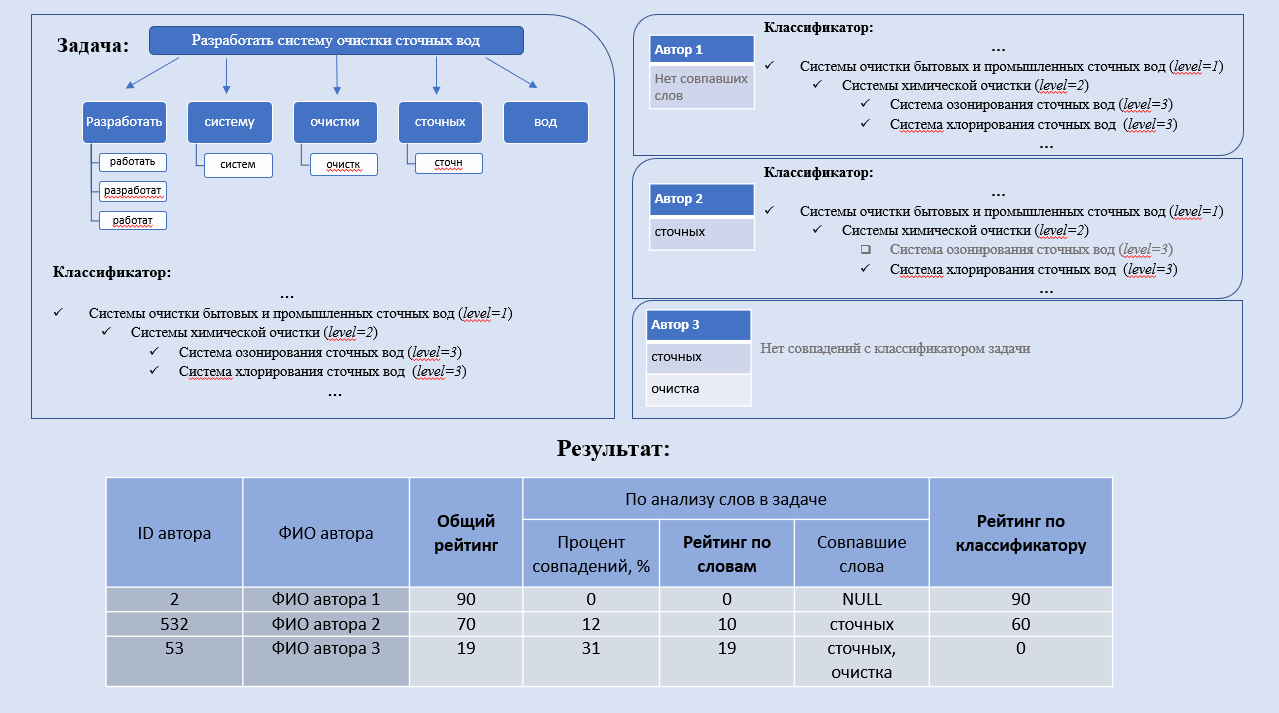 Задача:
Разработать систему очистки сточных вод
Разработать
систему
очистки
сточных
вод
работать
разработат
работат
систем
очистк
сточн
Классификатор:
...
✓ Системы очистки бытовых и промышленных сточных вод (level=1)
✓ Системы химической очистки (level=2)
✓ Система озонирования сточных вод (level=3)
✓ Система хлорирования сточных вод (level=3)
...
Автор 1
Нет совпавших
слов
Классификатор:
...
✓ Системы очистки бытовых и промышленных сточных вод (level=1)
✓ Системы химической очистки (level=2)
✓ Система озонирования сточных вод (level=3)
✓ Система хлорирования сточных вод (level=3)
...
Автор 2
сточных
Классификатор:
...
✓ Системы очистки бытовых и промышленных сточных вод (level=1)
✓ Системы химической очистки (level=2)
❑ Система озонирования сточных вод (level=3)
✓ Система хлорирования сточных вод (level=3)
...
Автор 3
сточных
очистка
Нет совпадений с классификатором задачи
Результат:
ID автора
ФИО автора
Общий
рейтинг
По анализу слов в задаче
Процент
совпадений, %
Рейтинг по
словам
Совпавшие
слова
Рейтинг по
классификатору
2 ФИО автора 1 90 0 0 NULL 90
532 ФИО автора 2 70 12 10 сточных 60
53 ФИО автора 3 19 31 19 сточных, 0
очистка